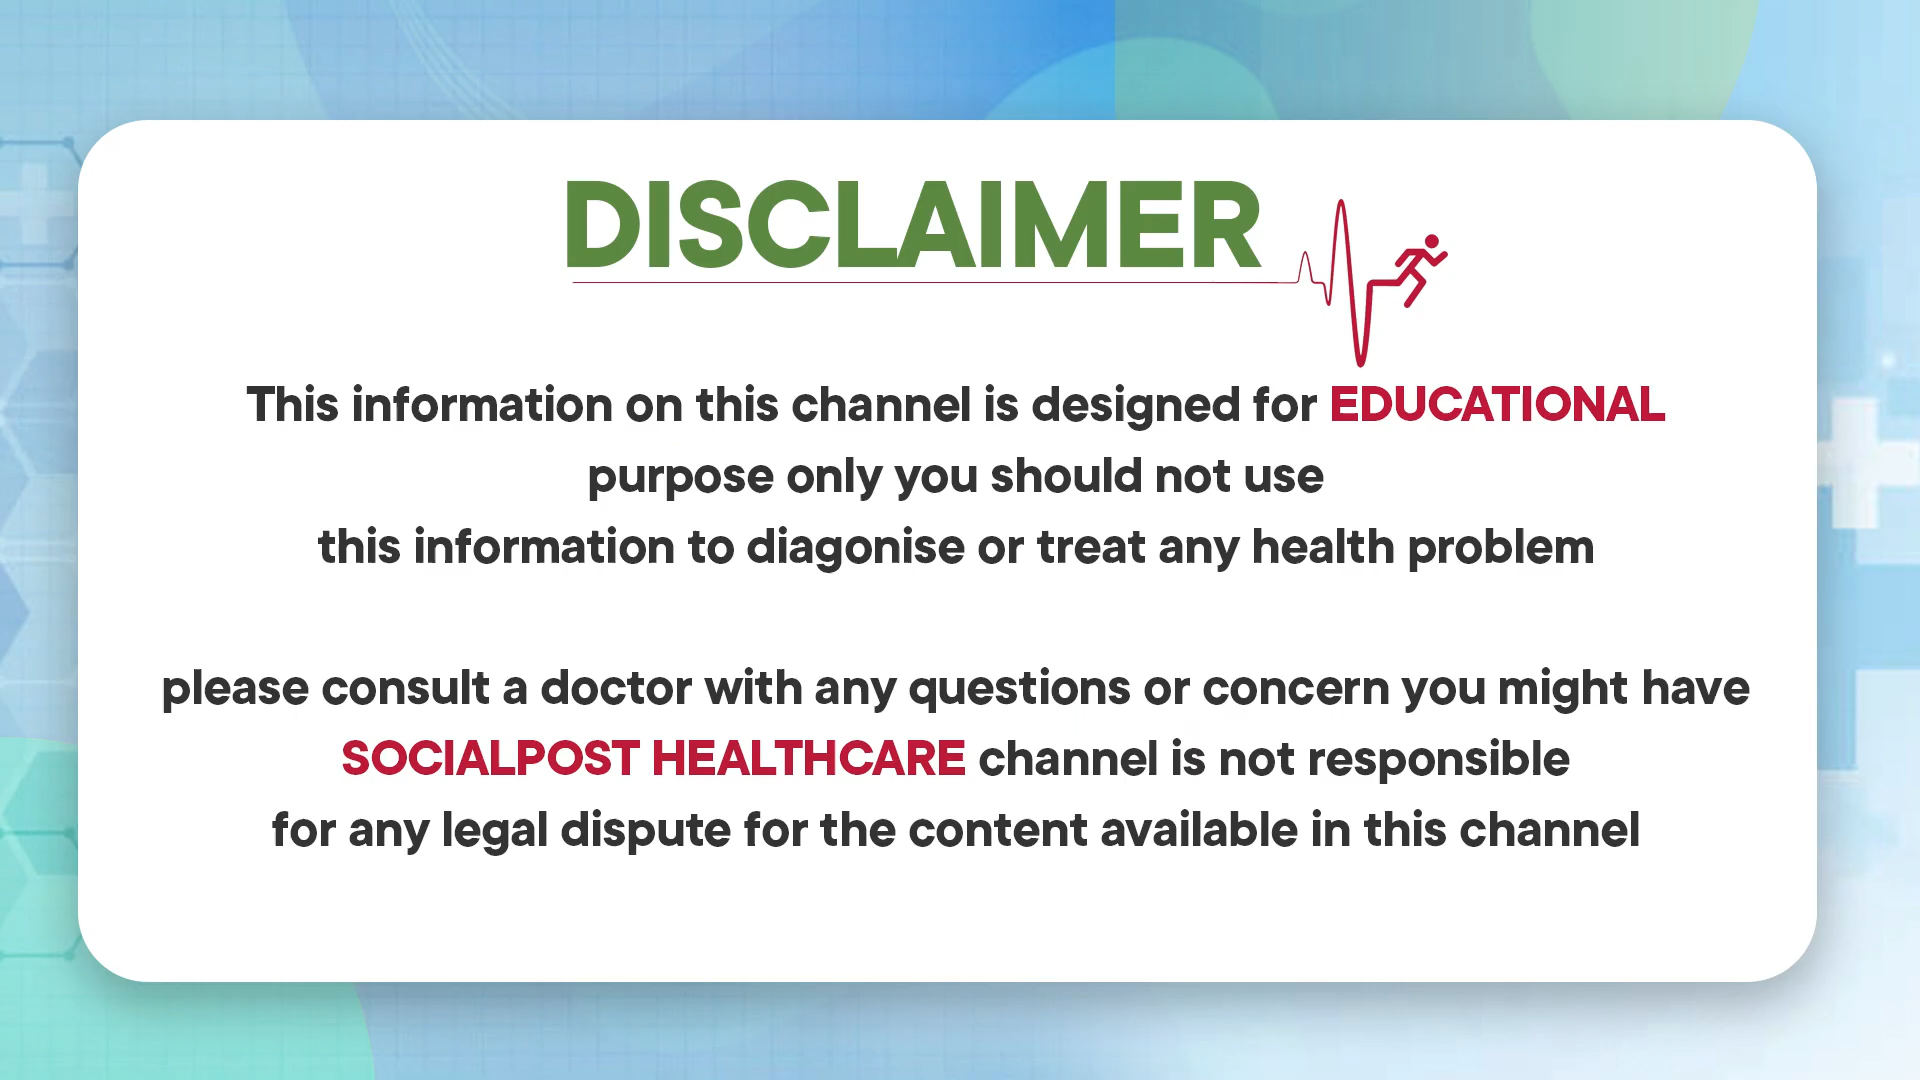 DISCLAIMER
This information on this channel is designed for EDUCATIONAL
purpose only you should not use
this information to diagonise or treat any health problem
please consult a doctor with any questions or concern you might have
SOCIALPOST HEALTHCARE channel is not responsible
for any legal dispute for the content available in this channel